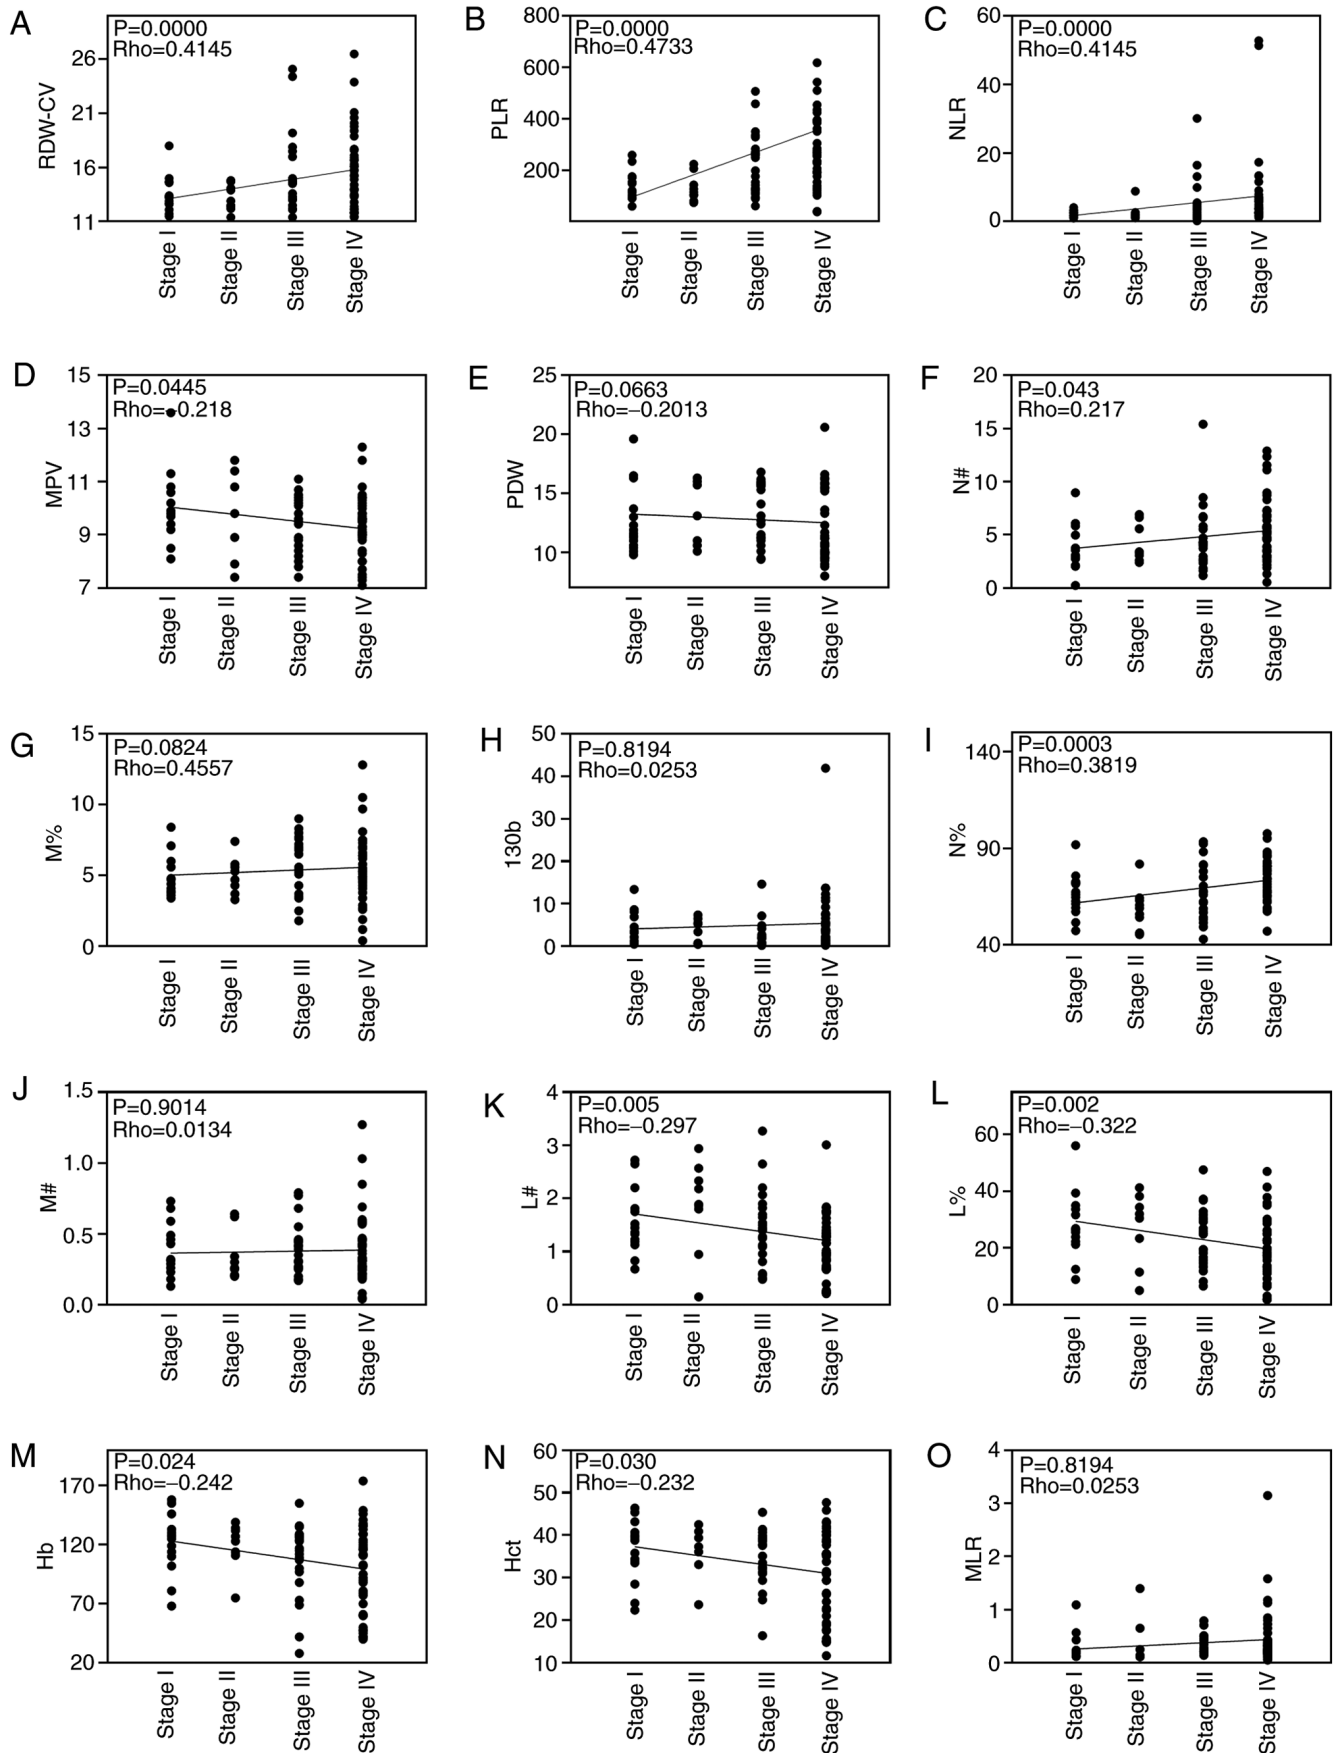 A
P=0.0000
Rho=0.4145
RDW-CV
26
21
16
11
Stage I
Stage II
Stage III
Stage IV
B
P=0.0000
Rho=0.4733
PLR
800
600
400
200
Stage I
Stage II
Stage III
Stage IV
C
P=0.0000
Rho=0.4145
NLR
60
40
20
0
Stage I
Stage II
Stage III
Stage IV
D
P=0.0445
Rho=−0.218
MPV
15
13
11
9
7
Stage I
Stage II
Stage III
Stage IV
E
P=0.0663
Rho=−0.2013
PDW
25
20
15
10
Stage I
Stage II
Stage III
Stage IV
F
P=0.043
Rho=0.217
N#
20
15
10
5
0
Stage I
Stage II
Stage III
Stage IV
G
P=0.0824
Rho=0.4557
M%
15
10
5
0
Stage I
Stage II
Stage III
Stage IV
H
P=0.8194
Rho=0.0253
130b
50
40
30
20
10
0
Stage I
Stage II
Stage III
Stage IV
I
P=0.0003
Rho=0.3819
N%
140
90
40
Stage I
Stage II
Stage III
Stage IV
J
P=0.9014
Rho=0.0134
M#
1.5
1.0
0.5
0.0
Stage I
Stage II
Stage III
Stage IV
K
P=0.005
Rho=−0.297
L#
4
3
2
1
0
Stage I
Stage II
Stage III
Stage IV
L
P=0.002
Rho=−0.322
L%
60
40
20
0
Stage I
Stage II
Stage III
Stage IV
M
P=0.024
Rho=−0.242
Hb
170
120
70
20
Stage I
Stage II
Stage III
Stage IV
N
P=0.030
Rho=−0.232
Hct
60
50
40
30
20
10
Stage I
Stage II
Stage III
Stage IV
O
P=0.8194
Rho=0.0253
MLR
4
3
2
1
0
Stage I
Stage II
Stage III
Stage IV